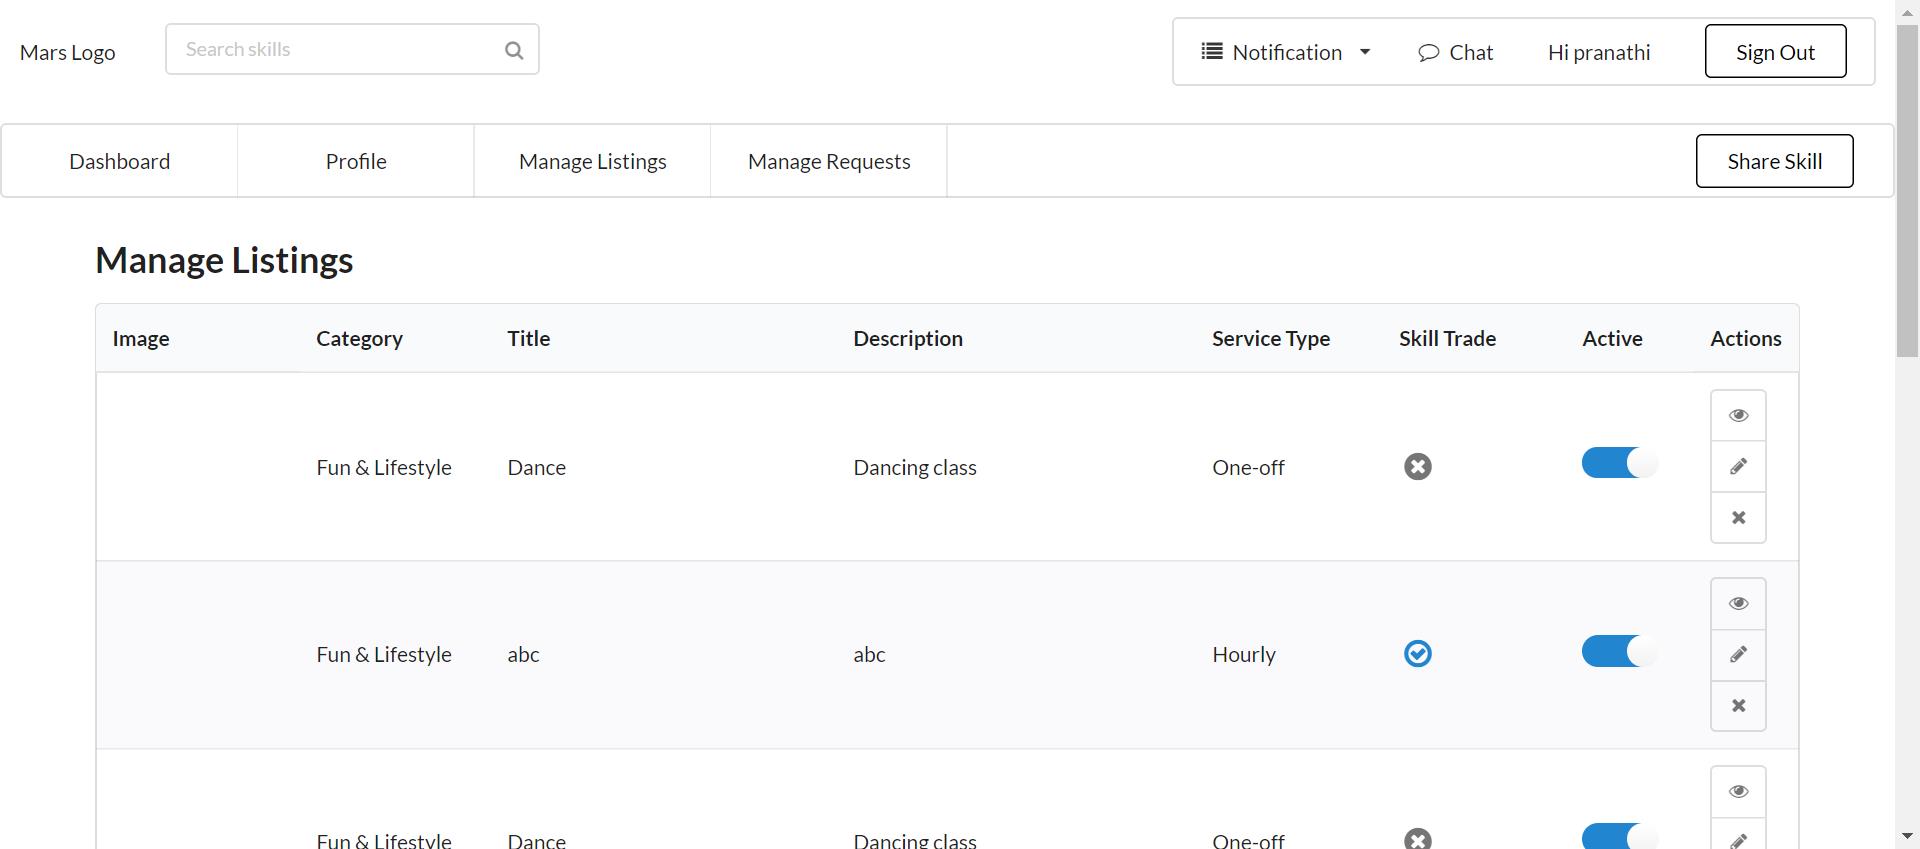 Mars Logo
Search skills
Notification
Chat
Hi pranathi
Sign Out
Dashboard
Profile
Manage Listings
Manage Requests
Share Skill
Manage Listings
Image Category Title Description Service Type Skill Trade Active Actions
Fun & Lifestyle Dance Dancing class One-off
Fun & Lifestyle abc abc Hourly
Fun & Lifestyle Dance Dancing class One-off